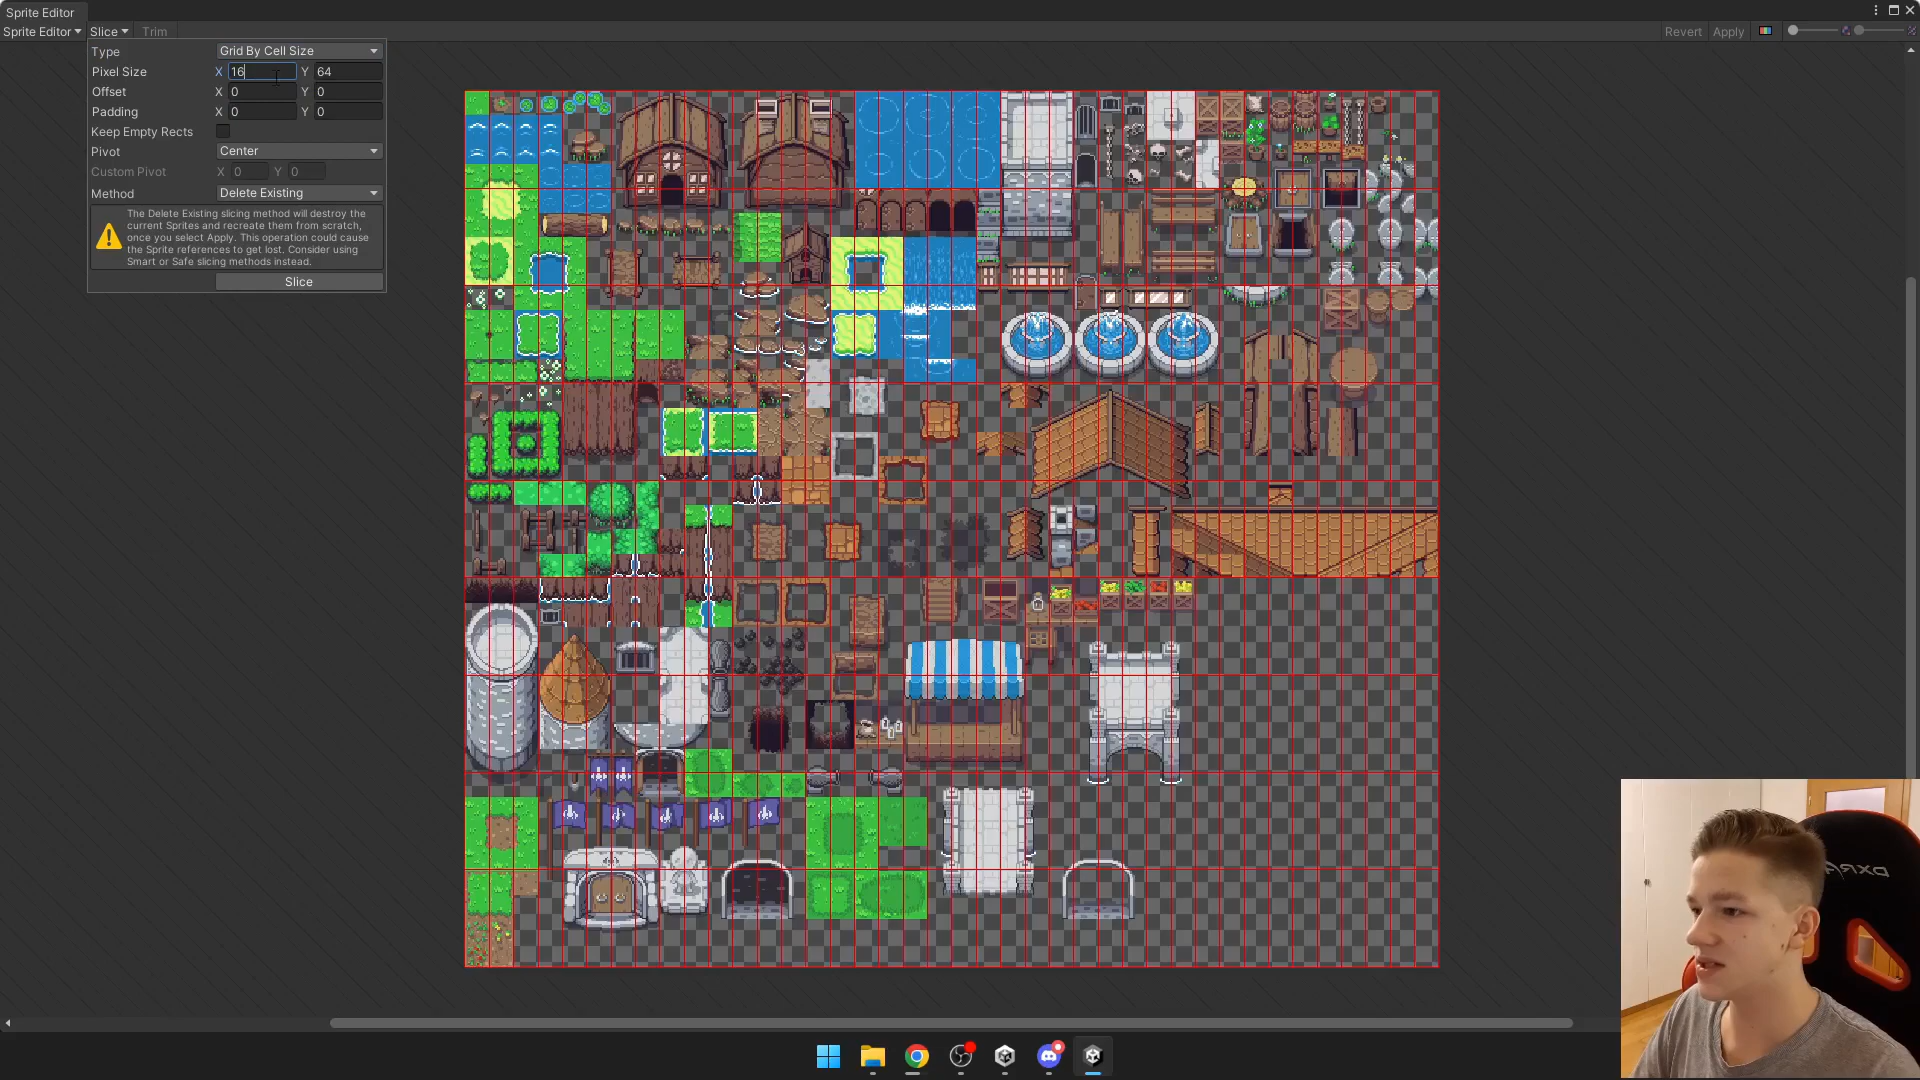 Sprite Editor
Sprite Editor Slice Trim Revert Apply
Type Grid By Cell Size
Pixel Size X 16 Y 64
Offset X 0 Y 0
Padding X 0 Y 0
Keep Empty Rects
Pivot Center
Custom Pivot X 0 Y 0
Method Delete Existing
The Delete Existing slicing method will destroy the
current Sprites and recreate them from scratch,
once you select Apply. This operation could cause
the Sprite references to get lost. Consider using
Smart or Safe slicing methods instead.
Slice